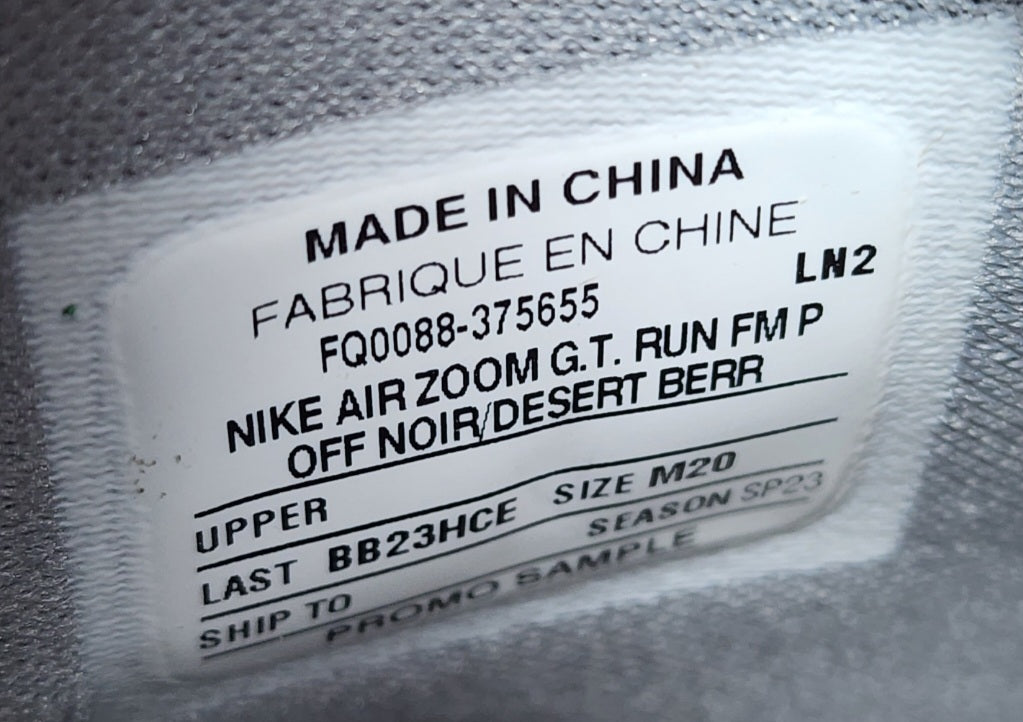 MADE IN CHINA
FABRIQUE EN CHINE
LN2
FQ0088-375655
NIKE AIR ZOOM G.T. RUN FM P
OFF NOIR/DESERT BERR
UPPER
LAST BB23HCE SIZE M20
SHIP TO SEASON SP23
PROMO SAMPLE